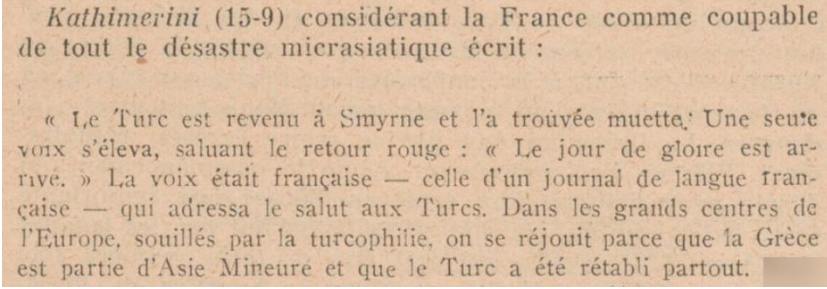 Kathimerini (15-9) considérant la France comme coupable
de tout le désastre micrasiatique écrit :
« Le Turc est revenu à Smyrne et l'a trouvée muette. Une seule
voix s'éleva, saluant le retour rouge : « Le jour de gloire est ar-
rivé. » La voix était française — celle d'un journal de langue fran-
çaise — qui adressa le salut aux Turcs. Dans les grands centres de
l'Europe, souillés par la turcophilie, on se réjouit parce que la Grèce
est partie d'Asie Mineure et que le Turc a été rétabli partout.